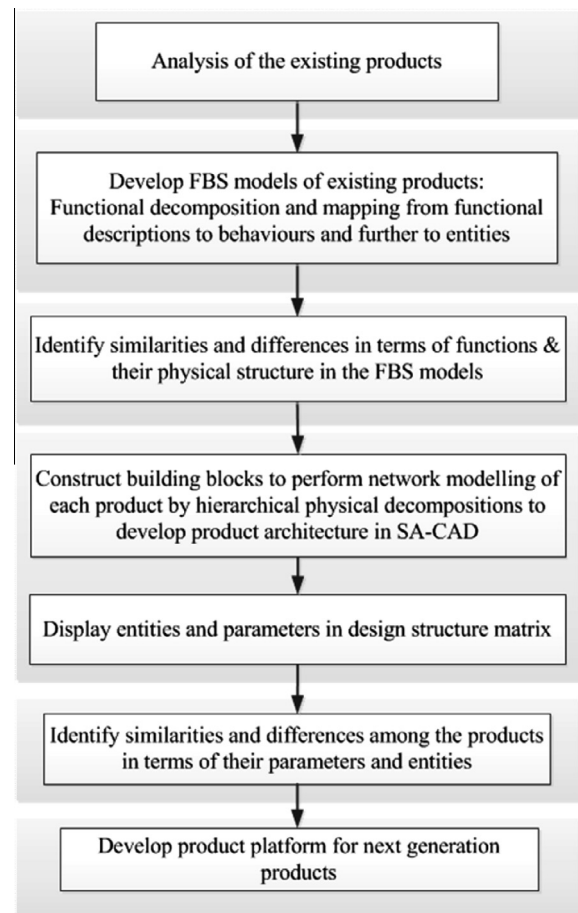 Analysis of the existing products
Develop FBS models of existing products:
Functional decomposition and mapping from functional
descriptions to behaviours and further to entities
Identify similarities and differences in terms of functions &
their physical structure in the FBS models
Construct building blocks to perform network modelling of
each product by hierarchical physical decompositions to
develop product architecture in SA-CAD
Display entities and parameters in design structure matrix
Identify similarities and differences among the products
in terms of their parameters and entities
Develop product platform for next generation
products